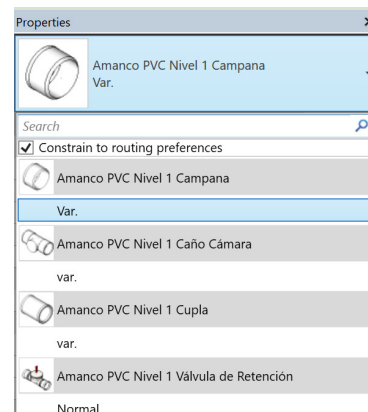 Properties
Amanco PVC Nivel 1 Campana
Var.
Search
Constrain to routing preferences
Amanco PVC Nivel 1 Campana
Var.
Amanco PVC Nivel 1 Caño Cámara
var.
Amanco PVC Nivel 1 Cupla
var.
Amanco PVC Nivel 1 Válvula de Retención
Normal